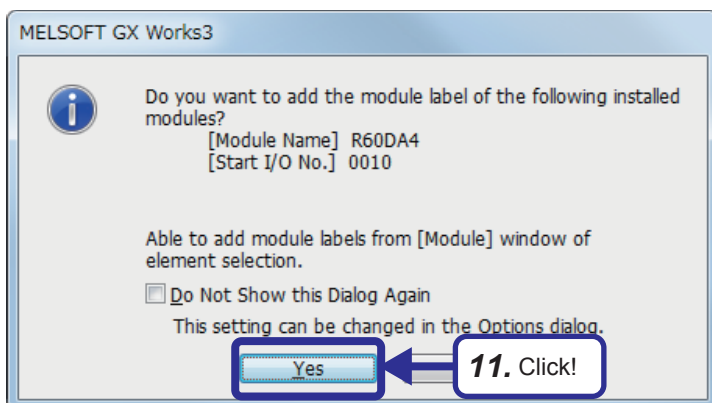 MELSOFT GX Works3
Do you want to add the module label of the following installed
modules?
[Module Name] R60DA4
[Start I/O No.] 0010
Able to add module labels from [Module] window of
element selection.
Do Not Show this Dialog Again
This setting can be changed in the Options dialog.
Yes
11. Click!